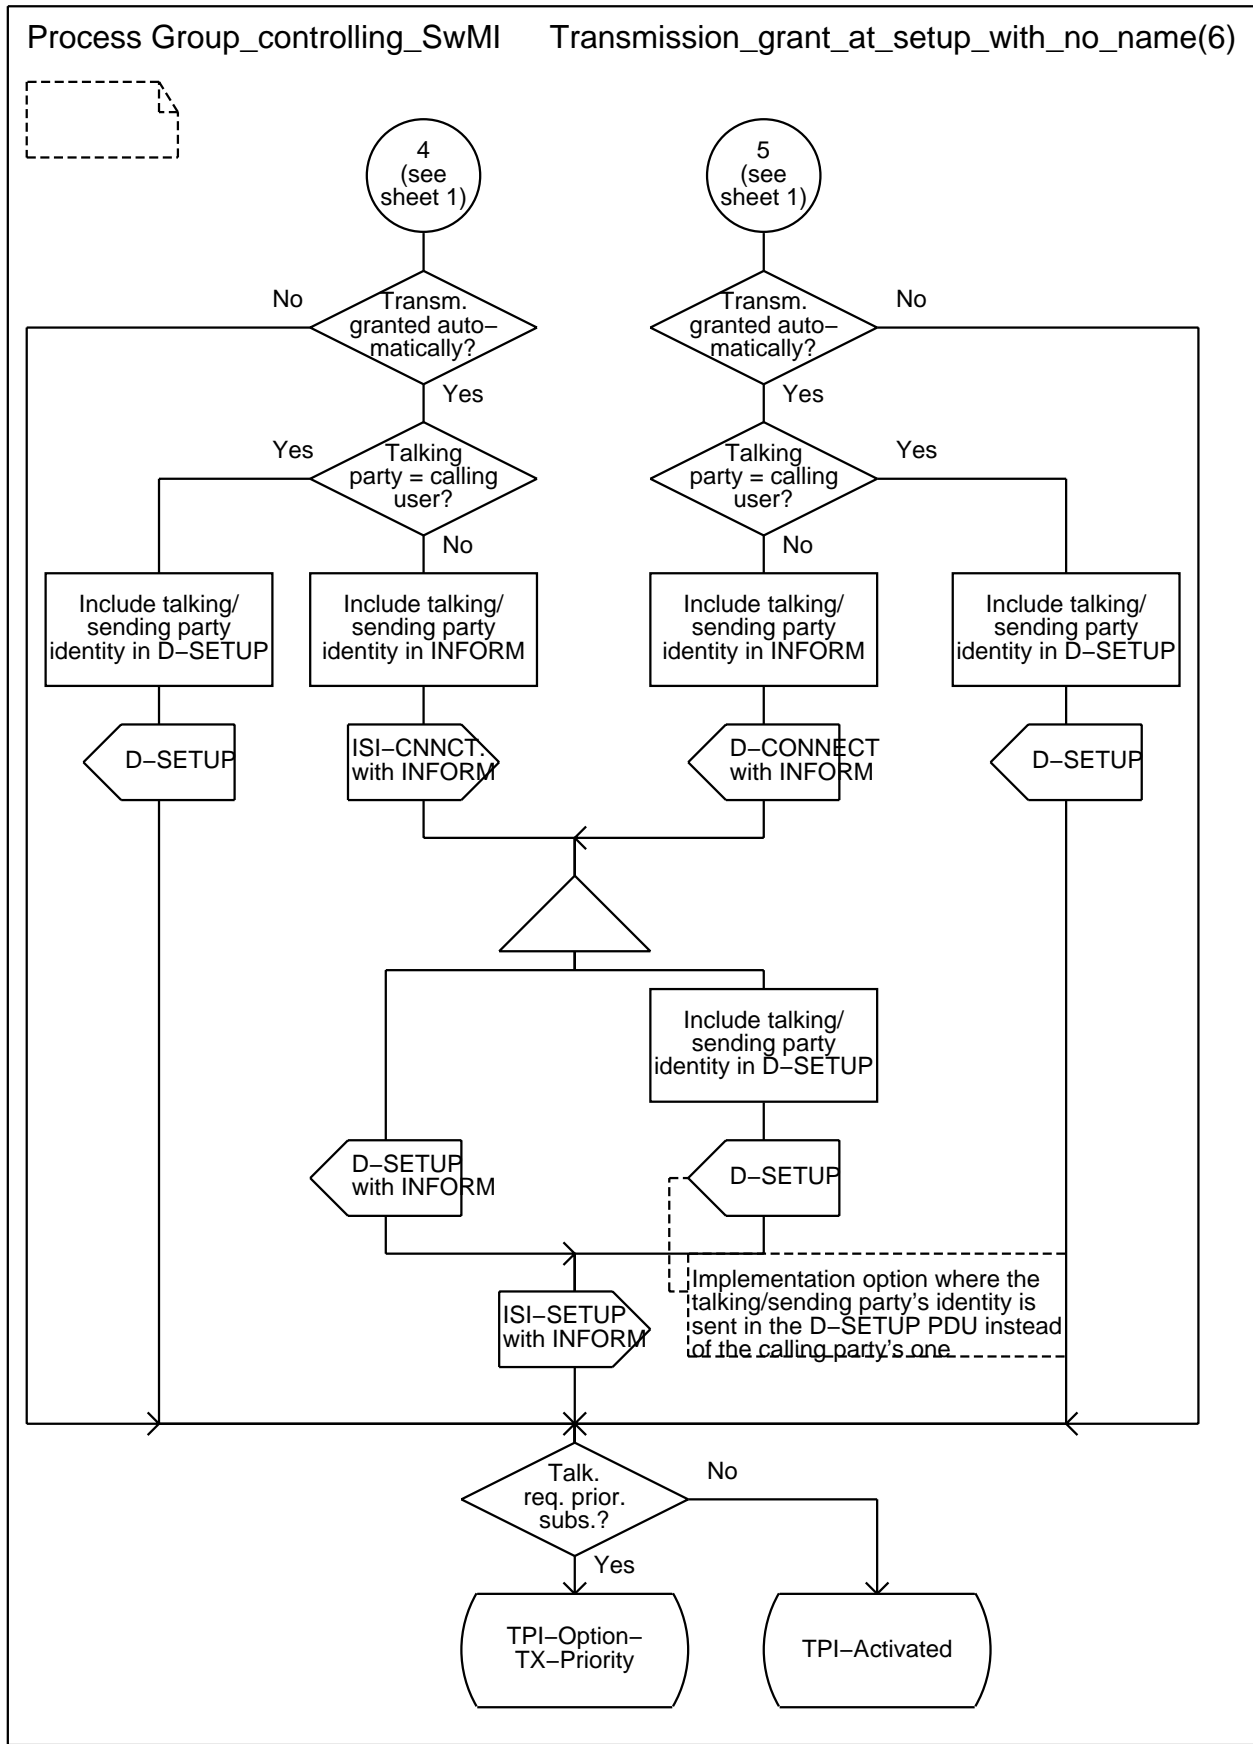 Process Group_controlling_SwMI Transmission_grant_at_setup_with_no_name(6)
4
(see
sheet 1)
5
(see
sheet 1)
No
Transm.
granted auto−
matically?
Transm.
granted auto−
matically?
No
Yes
Yes
Yes
Talking
party = calling
user?
Talking
party = calling
user?
Yes
No
No
Include talking/
sending party
identity in D−SETUP
Include talking/
sending party
identity in INFORM
Include talking/
sending party
identity in INFORM
Include talking/
sending party
identity in D−SETUP
D−SETUP
ISI−CNNCT.
with INFORM
D−CONNECT
with INFORM
D−SETUP
Include talking/
sending party
identity in D−SETUP
D−SETUP
with INFORM
D−SETUP
ISI−SETUP
with INFORM
Implementation option where the
talking/sending party's identity is
sent in the D−SETUP PDU instead
of the calling party's one
Talk.
req. prior.
subs.?
No
Yes
TPI−Option−
TX−Priority
TPI−Activated